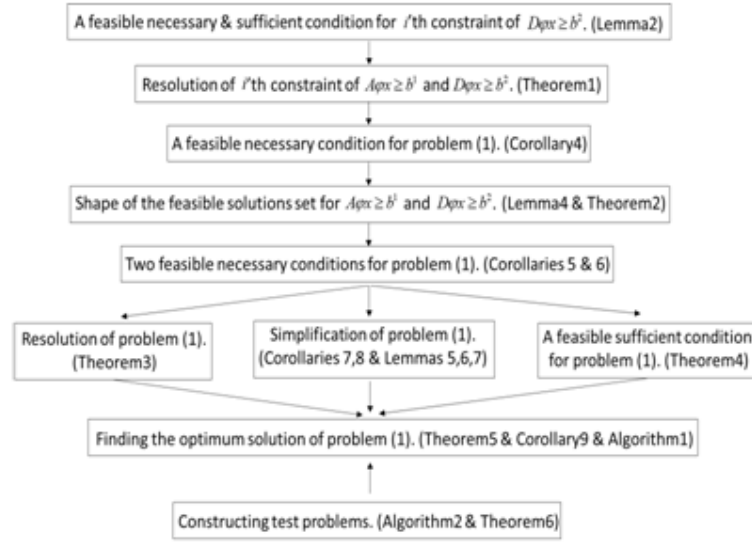 A feasible necessary & sufficient condition for i'th constraint of Dφx ≥ b². (Lemma2)
Resolution of i'th constraint of Aφx ≥ b¹ and Dφx ≥ b². (Theorem1)
A feasible necessary condition for problem (1). (Corollary4)
Shape of the feasible solutions set for Aφx ≥ b¹ and Dφx ≥ b². (Lemma4 & Theorem2)
Two feasible necessary conditions for problem (1). (Corollaries 5 & 6)
Resolution of problem (1).
(Theorem3)
Simplification of problem (1).
(Corollaries 7,8 & Lemmas 5,6,7)
A feasible sufficient condition
for problem (1). (Theorem4)
Finding the optimum solution of problem (1). (Theorem5 & Corollary9 & Algorithm1)
Constructing test problems. (Algorithm2 & Theorem6)